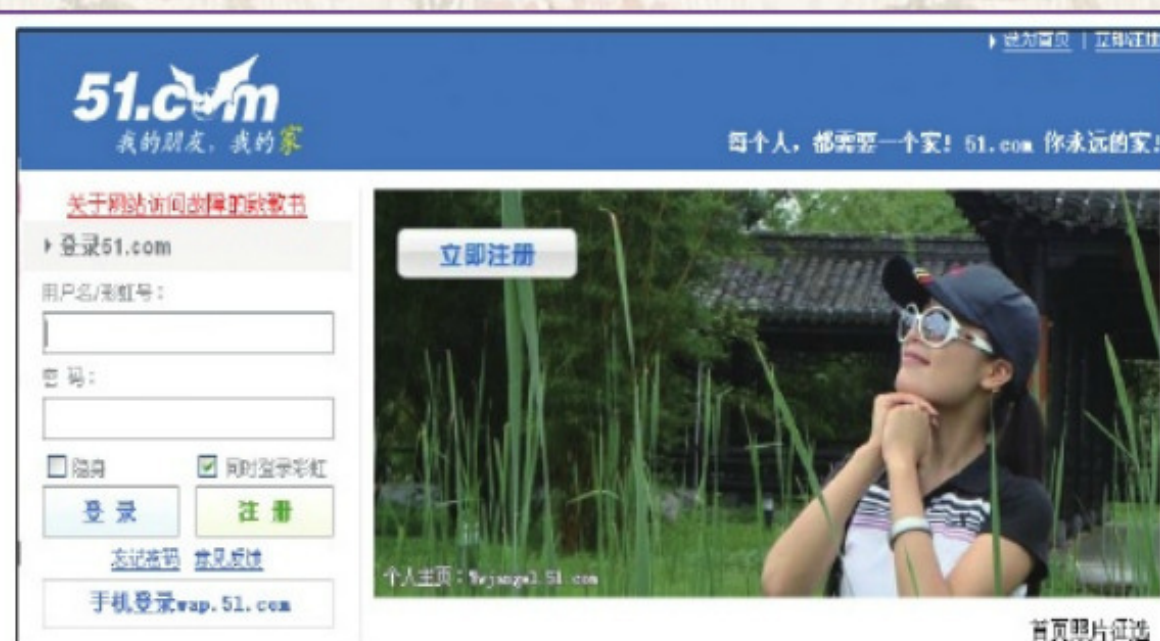 设为首页 | 立即注册
51.com
我的朋友，我的家
每个人，都需要一个家！51.com 你永远的家！
关于网站访问故障的致歉书
登录51.com
立即注册
用户名/彩虹号：
密 码：
隐身 同时登录彩虹
登 录 注 册
忘记密码 意见反馈
个人主页：
.51.com
手机登录wap.51.com
首页照片征选